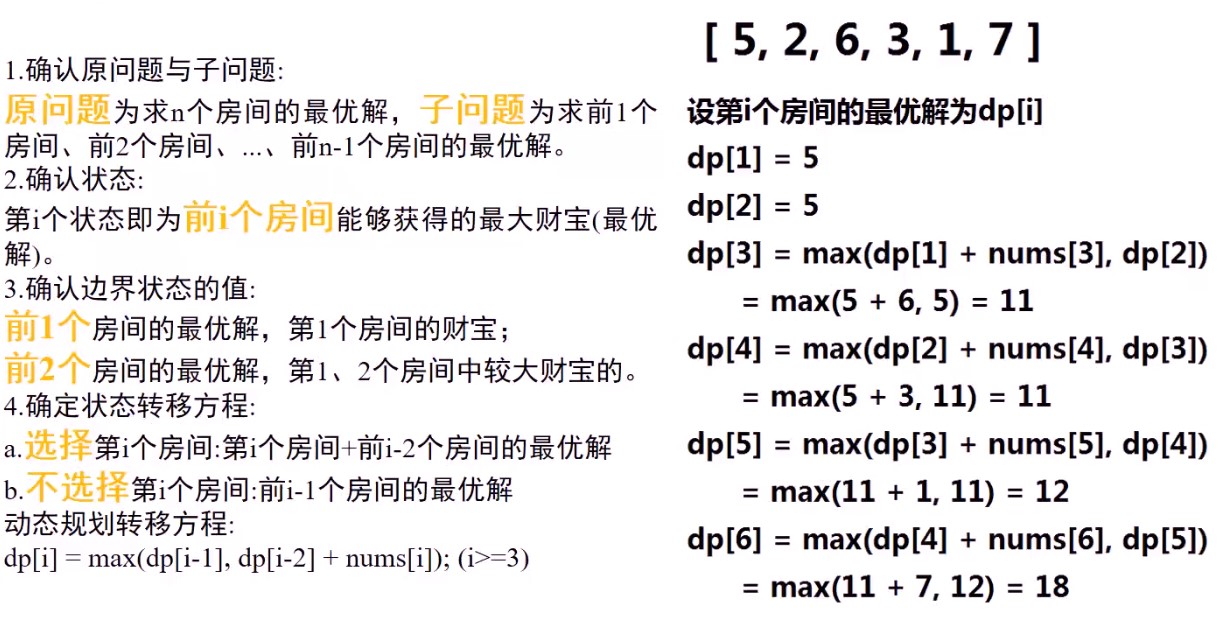 1.确认原问题与子问题:
原问题为求n个房间的最优解，子问题为求前1个
房间、前2个房间、...、前n-1个房间的最优解。
2.确认状态:
第i个状态即为前i个房间能够获得的最大财宝(最优
解)。
3.确认边界状态的值:
前1个房间的最优解，第1个房间的财宝；
前2个房间的最优解，第1、2个房间中较大财宝的。
4.确定状态转移方程:
a.选择第i个房间:第i个房间+前i-2个房间的最优解
b.不选择第i个房间:前i-1个房间的最优解
动态规划转移方程:
dp[i] = max(dp[i-1], dp[i-2] + nums[i]); (i>=3)
[ 5, 2, 6, 3, 1, 7 ]
设第i个房间的最优解为dp[i]
dp[1] = 5
dp[2] = 5
dp[3] = max(dp[1] + nums[3], dp[2])
= max(5 + 6, 5) = 11
dp[4] = max(dp[2] + nums[4], dp[3])
= max(5 + 3, 11) = 11
dp[5] = max(dp[3] + nums[5], dp[4])
= max(11 + 1, 11) = 12
dp[6] = max(dp[4] + nums[6], dp[5])
= max(11 + 7, 12) = 18